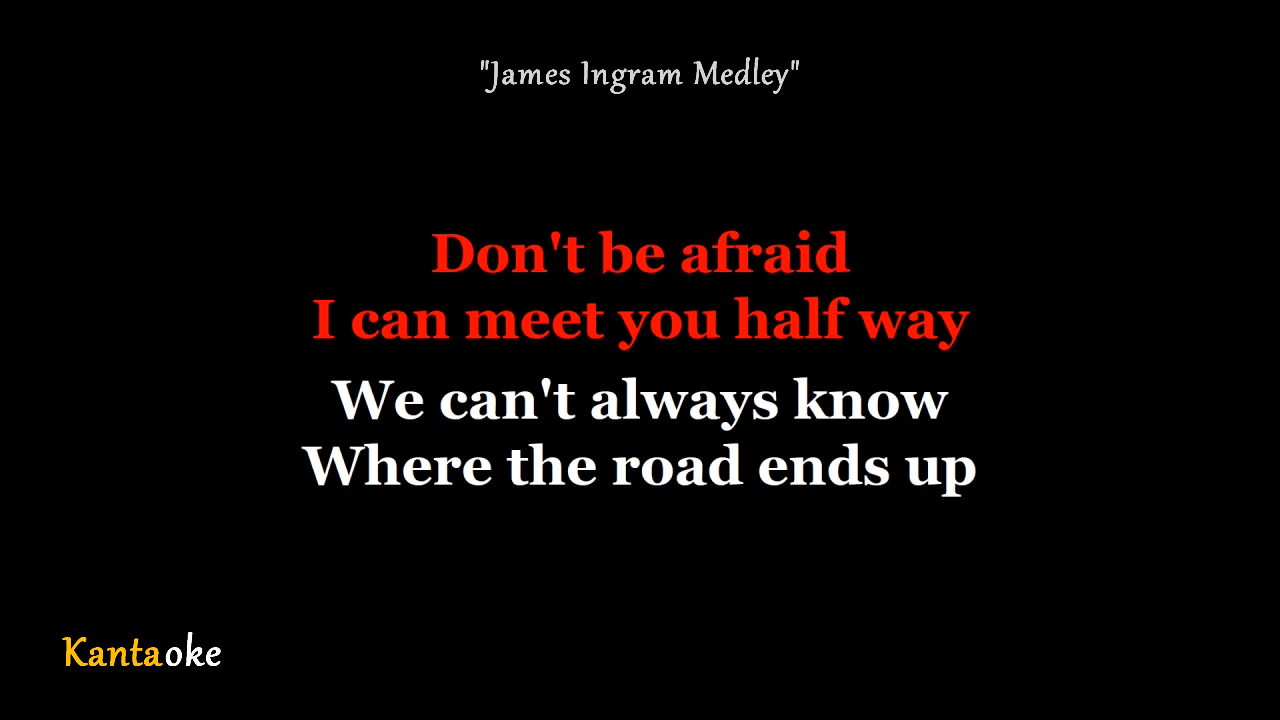 "James Ingram Medley"
Don't be afraid
I can meet you half way
We can't always know
Where the road ends up
Kantaoke